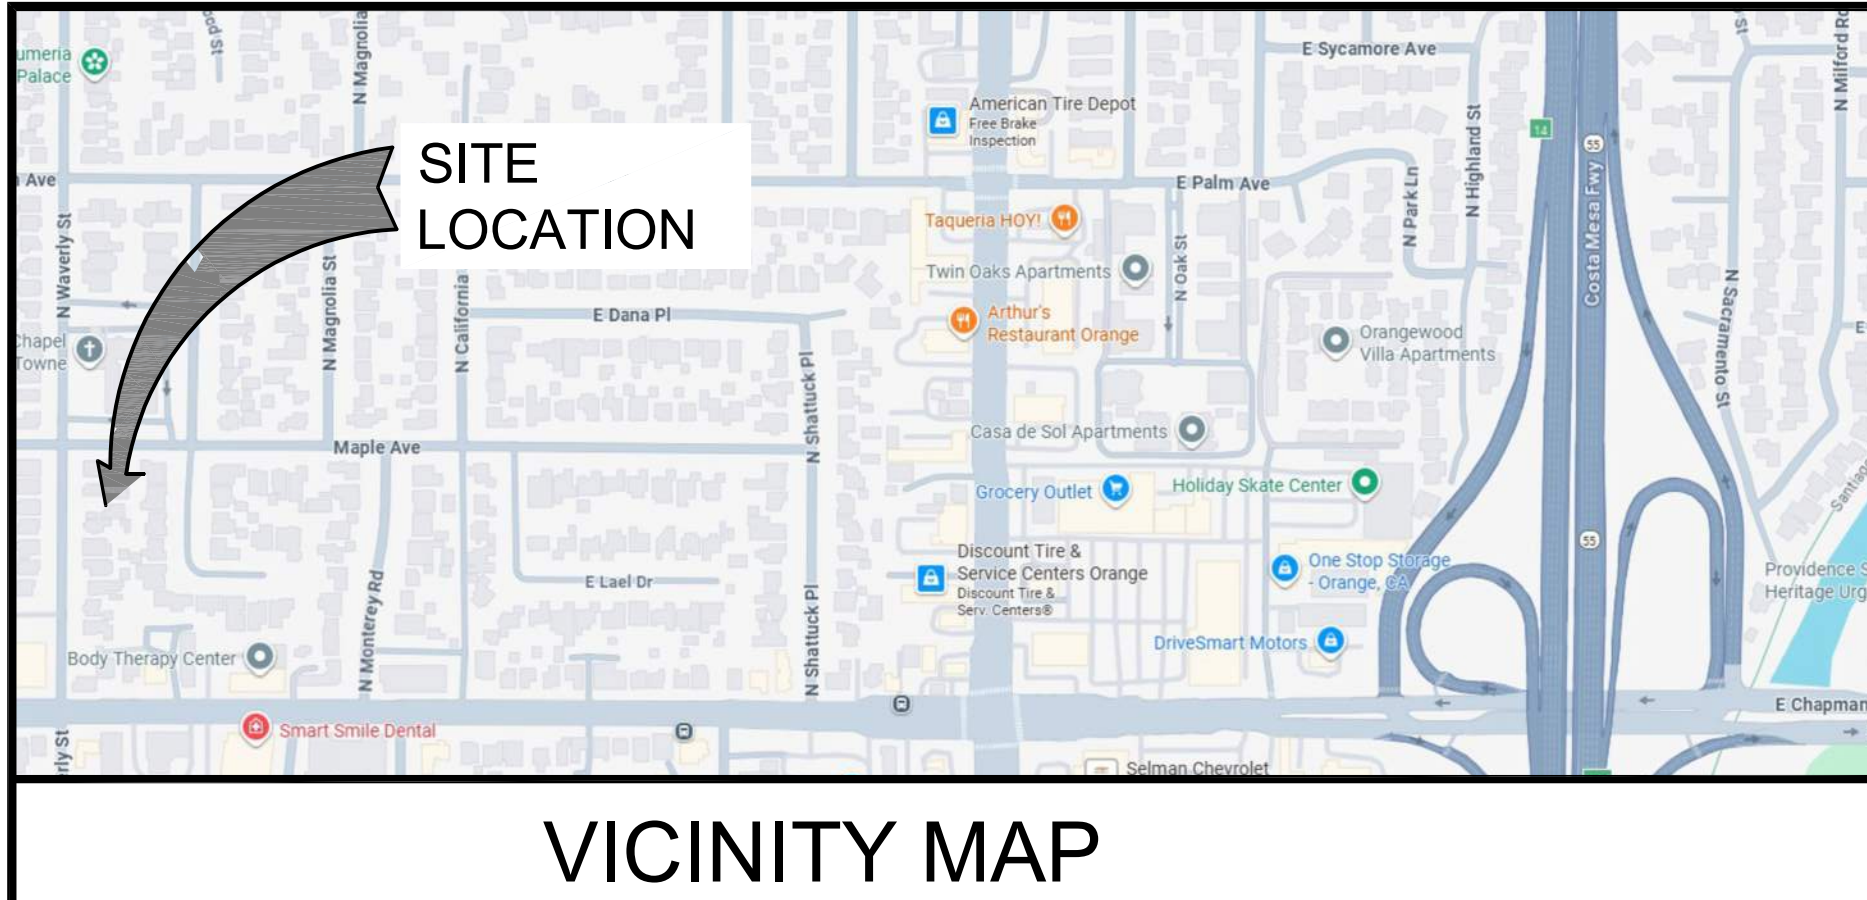 umeria
Palace
N Magnolia
E Sycamore Ave
N Milford Rd
American Tire Depot
Free Brake
Inspection
14
55
SITE
LOCATION
Ave
E Palm Ave
N Highland St
N Park Ln
Costa Mesa Fwy
N Waverly St
Taqueria HOY!
N Oak St
Twin Oaks Apartments
N Magnolia St
N California
E Dana Pl
Arthur's
Restaurant Orange
Orangewood
Villa Apartments
N Sacramento St
Chapel
Towne
N Shattuck Pl
Maple Ave
Casa de Sol Apartments
Grocery Outlet
Holiday Skate Center
Santiago
55
Discount Tire &
Service Centers Orange
Discount Tire &
Serv. Centers®
One Stop Storage
- Orange, CA
Providence S
Heritage Urg
E Lael Dr
N Monterey Rd
N Shattuck Pl
Body Therapy Center
DriveSmart Motors
E Chapman
Smart Smile Dental
erly St
Selman Chevrolet
VICINITY MAP